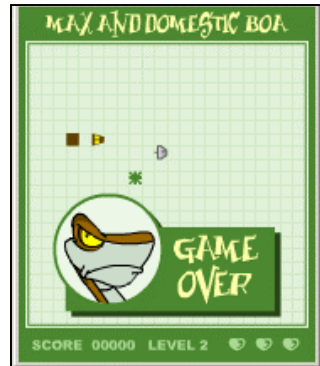 MAX AND DOMESTIC BOA
GAME
OVER
SCORE 00000 LEVEL 2